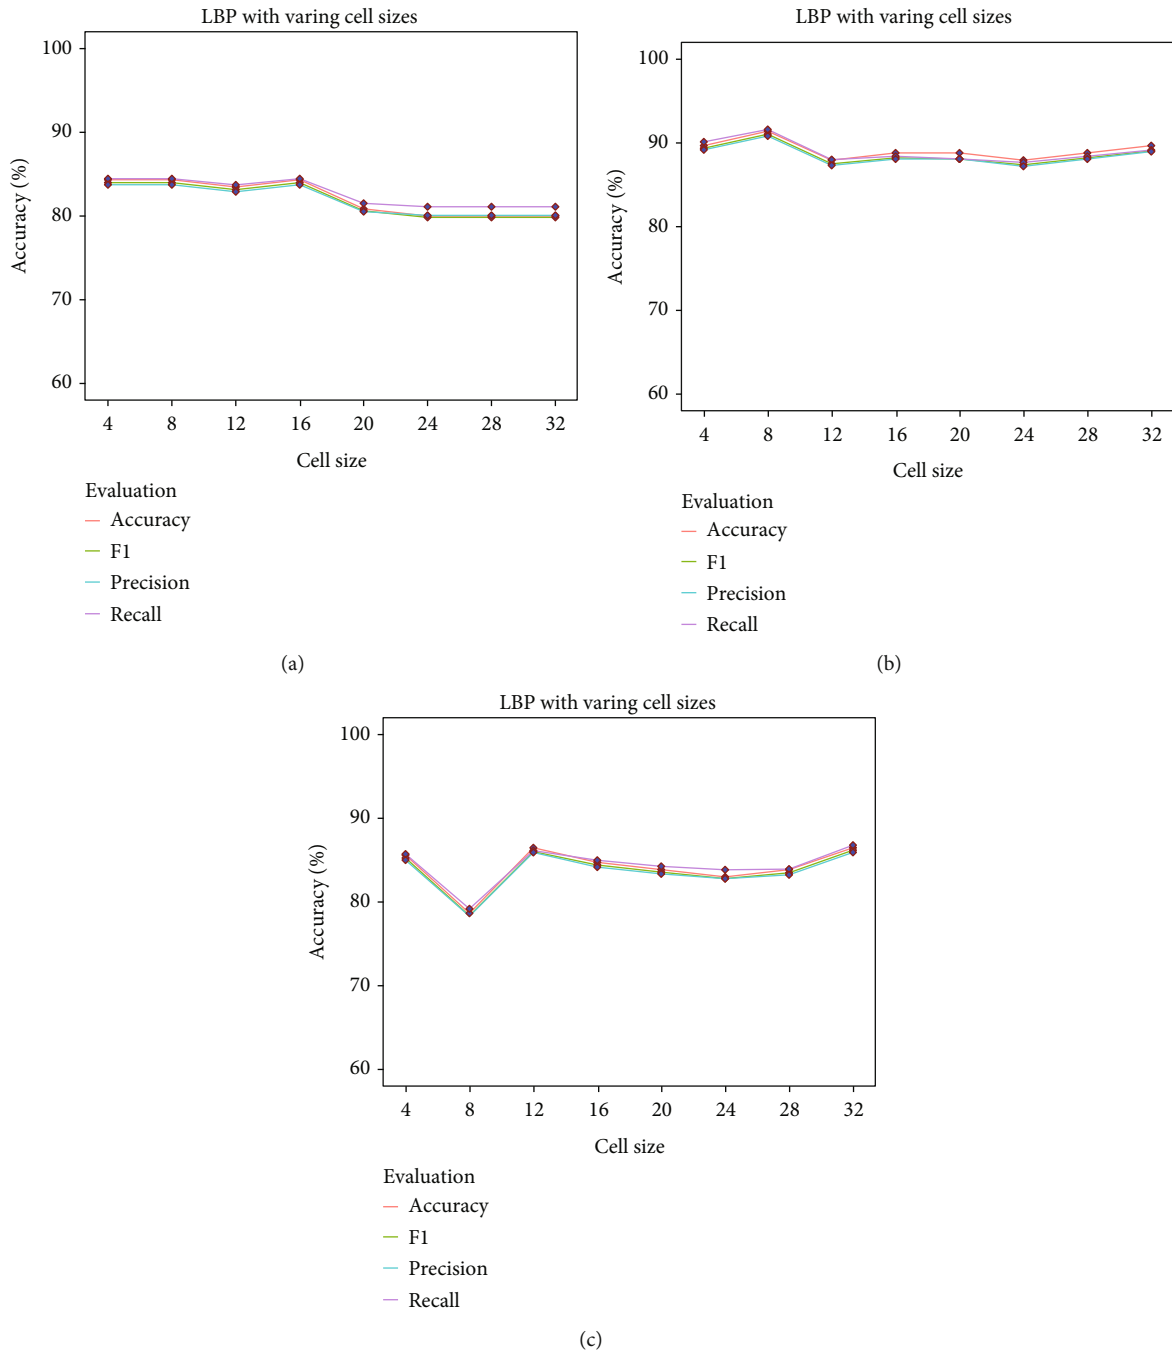 LBP with varing cell sizes
100
90
80
70
60
Accuracy (%)
4 8 12 16 20 24 28 32
Cell size
Evaluation
Accuracy
F1
Precision
Recall
(a)
LBP with varing cell sizes
100
90
80
70
60
Accuracy (%)
4 8 12 16 20 24 28 32
Cell size
Evaluation
Accuracy
F1
Precision
Recall
(b)
LBP with varing cell sizes
100
90
80
70
60
Accuracy (%)
4 8 12 16 20 24 28 32
Cell size
Evaluation
Accuracy
F1
Precision
Recall
(c)